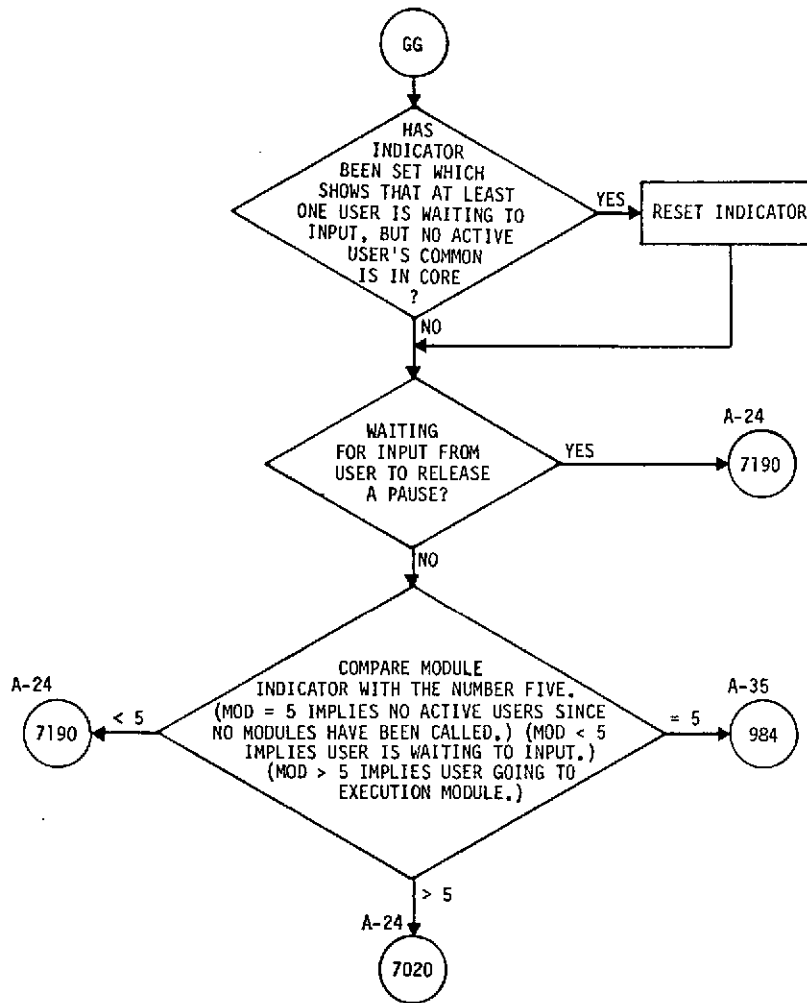 GG
HAS
INDICATOR
BEEN SET WHICH
SHOWS THAT AT LEAST
ONE USER IS WAITING TO
INPUT, BUT NO ACTIVE
USER'S COMMON
IS IN CORE
?
YES
RESET INDICATOR
NO
WAITING
FOR INPUT FROM
USER TO RELEASE
A PAUSE?
YES
A-24
7190
NO
COMPARE MODULE
INDICATOR WITH THE NUMBER FIVE.
(MOD = 5 IMPLIES NO ACTIVE USERS SINCE
NO MODULES HAVE BEEN CALLED.) (MOD < 5
IMPLIES USER IS WAITING TO INPUT.)
(MOD > 5 IMPLIES USER GOING TO
EXECUTION MODULE.)
A-24
7190
< 5
= 5
A-35
984
> 5
A-24
7020